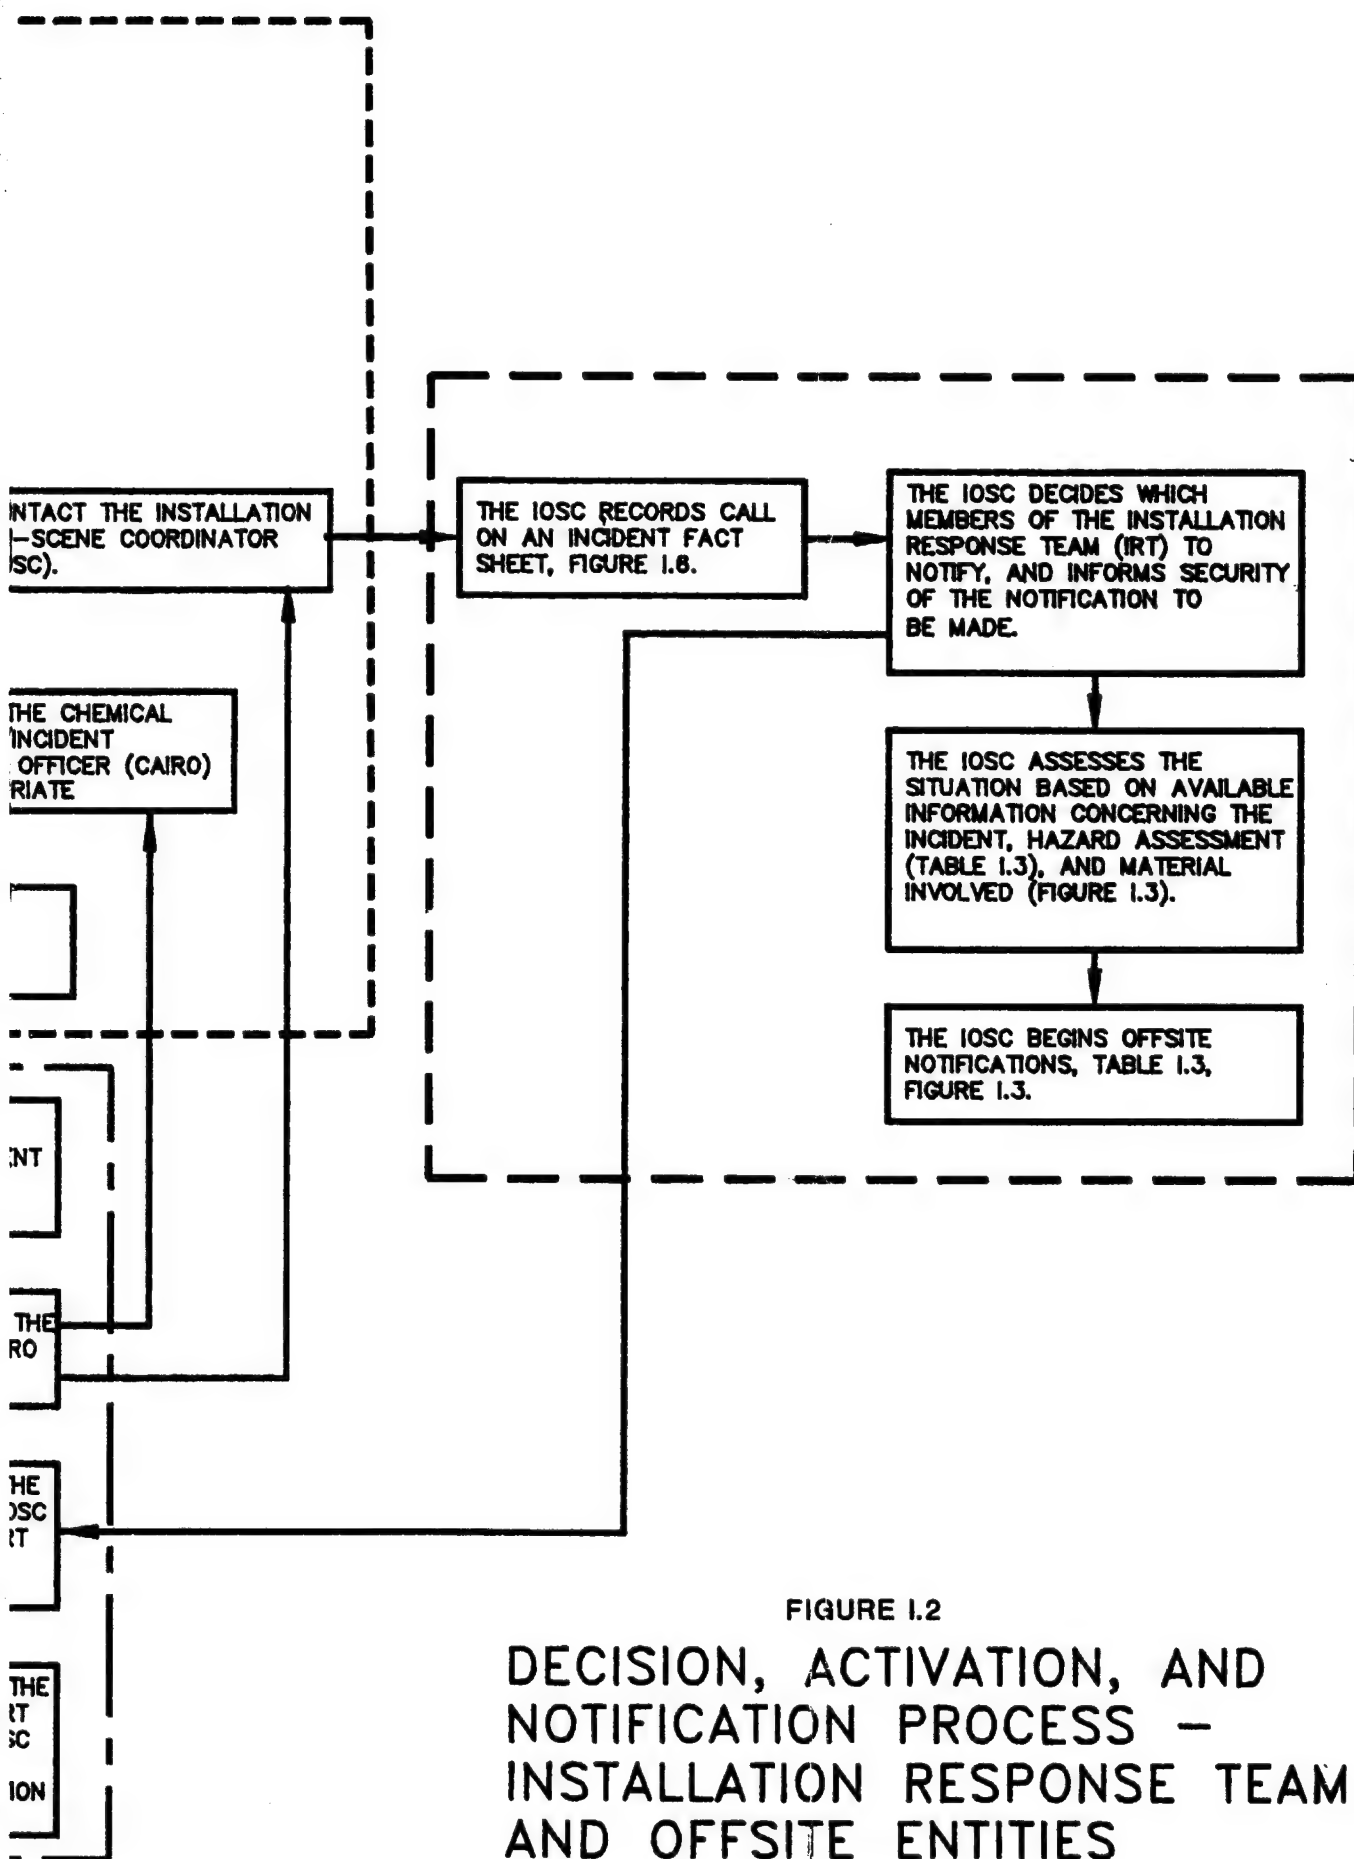 THE INSTALLATION
-SCENE COORDINATOR
SC).
THE IOSC RECORDS CALL
ON AN INCIDENT FACT
SHEET, FIGURE I.6.
THE IOSC DECIDES WHICH
MEMBERS OF THE INSTALLATION
RESPONSE TEAM (IRT) TO
NOTIFY, AND INFORMS SECURITY
OF THE NOTIFICATION TO
BE MADE.
THE CHEMICAL
INCIDENT
OFFICER (CAIRO)
RIATE
THE IOSC ASSESSES THE
SITUATION BASED ON AVAILABLE
INFORMATION CONCERNING THE
INCIDENT, HAZARD ASSESSMENT
(TABLE I.3), AND MATERIAL
INVOLVED (FIGURE I.3).
THE IOSC BEGINS OFFSITE
NOTIFICATIONS, TABLE I.3,
FIGURE I.3.
NT
THE
RO
HE
OSC
RT
THE
RT
SC
ION
FIGURE I.2
DECISION, ACTIVATION, AND
NOTIFICATION PROCESS –
INSTALLATION RESPONSE TEAM
AND OFFSITE ENTITIES